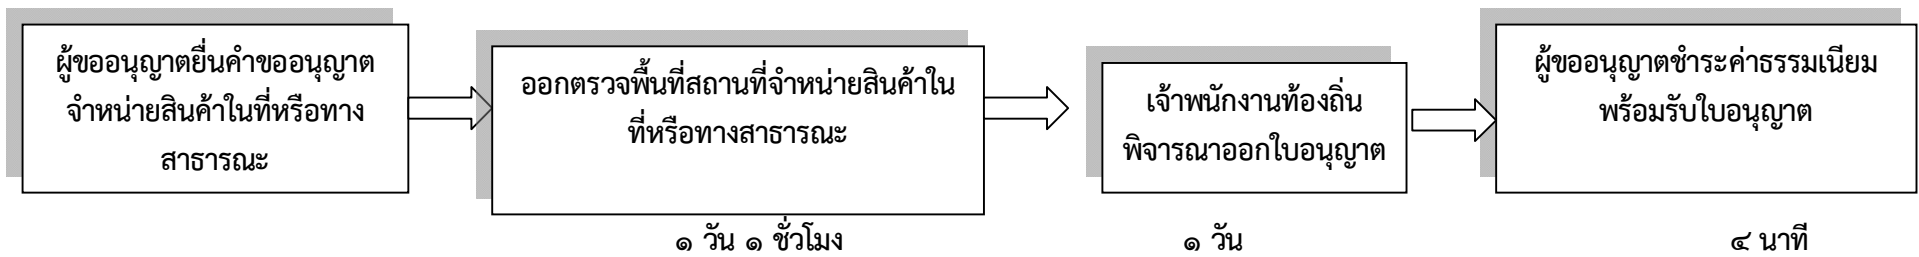 ผู้ขออนุญาตยื่นคำขออนุญาต
จำหน่ายสินค้าในที่หรือทาง
สาธารณะ
ออกตรวจพื้นที่สถานที่จำหน่ายสินค้าใน
ที่หรือทางสาธารณะ
เจ้าพนักงานท้องถิ่น
พิจารณาออกใบอนุญาต
ผู้ขออนุญาตชำระค่าธรรมเนียม
พร้อมรับใบอนุญาต
๑ วัน ๑ ชั่วโมง
๑ วัน
๔ นาที